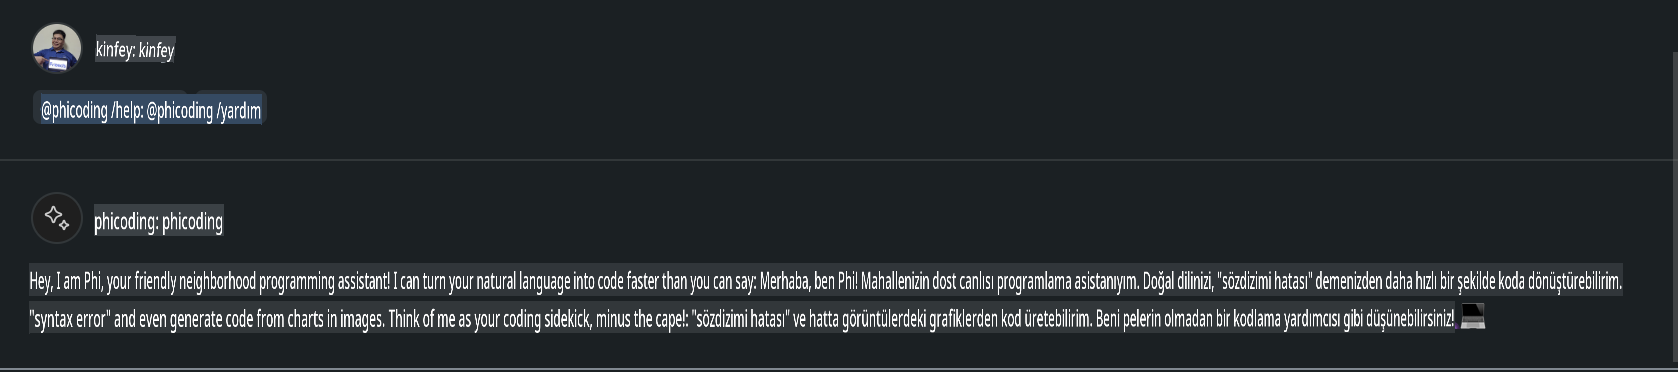 kinfey: kinfey
@phicoding /help: @phicoding /yardım
phicoding: phicoding
Hey, I am Phi, your friendly neighborhood programming assistant! I can turn your natural language into code faster than you can say: Merhaba, ben Phi! Mahallenizin dost canlısı programlama asistanıyım. Doğal dilinizi, "sözdizimi hatası" demenizden daha hızlı bir şekilde koda dönüştürebilirim.
"syntax error" and even generate code from charts in images. Think of me as your coding sidekick, minus the cape!: "sözdizimi hatası" ve hatta görüntülerdeki grafiklerden kod üretebilirim. Beni pelerin olmadan bir kodlama yardımcısı gibi düşünebilirsiniz!